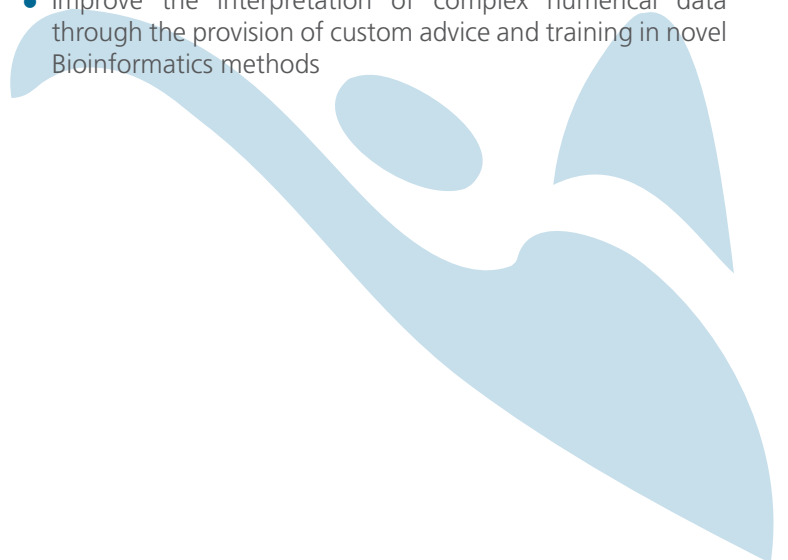 Improve the interpretation of complex numerical data
through the provision of custom advice and training in novel
Bioinformatics methods